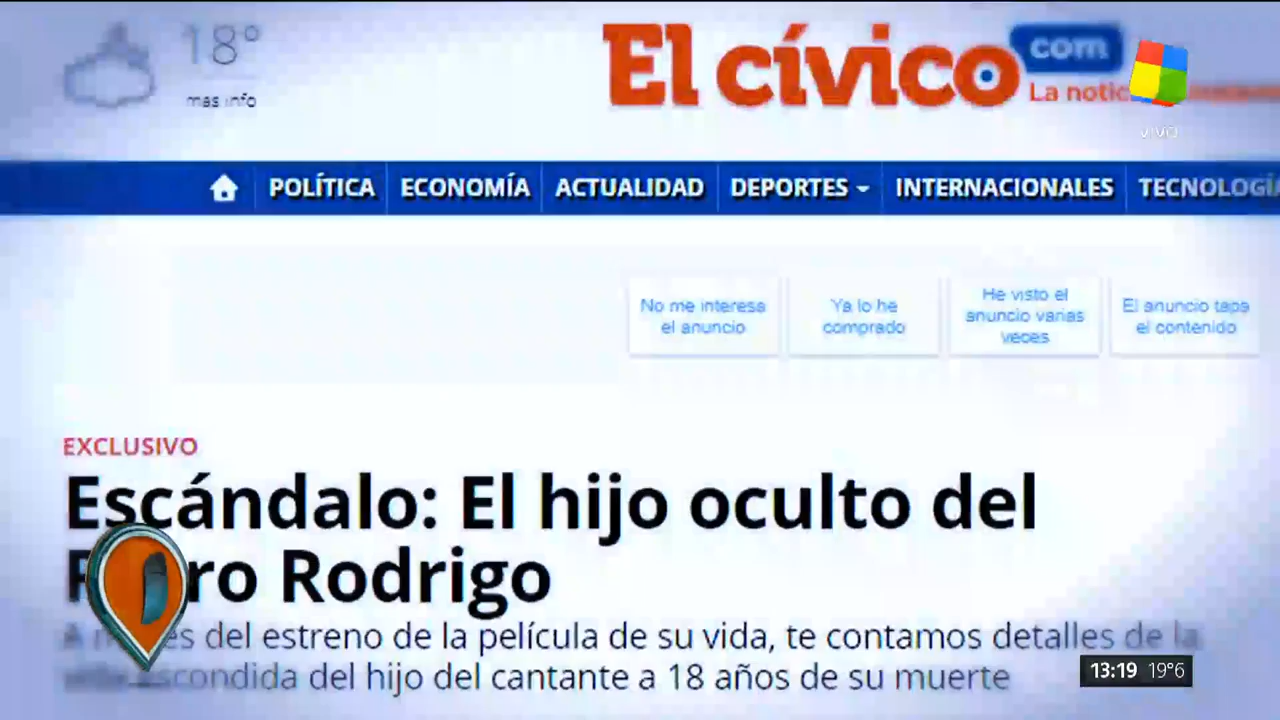 18°
mas info
El cívico
com
La notic
VIVO
POLÍTICA ECONOMÍA ACTUALIDAD DEPORTES INTERNACIONALES TECNOLOGÍA
No me interesa el anuncio
Ya lo he comprado
He visto el anuncio varias veces
El anuncio tapa el contenido
EXCLUSIVO
Escándalo: El hijo oculto del
ro Rodrigo
del estreno de la película de su vida, te contamos detalles de la
escondida del hijo del cantante a 18 años de su muerte
13:19 19°6